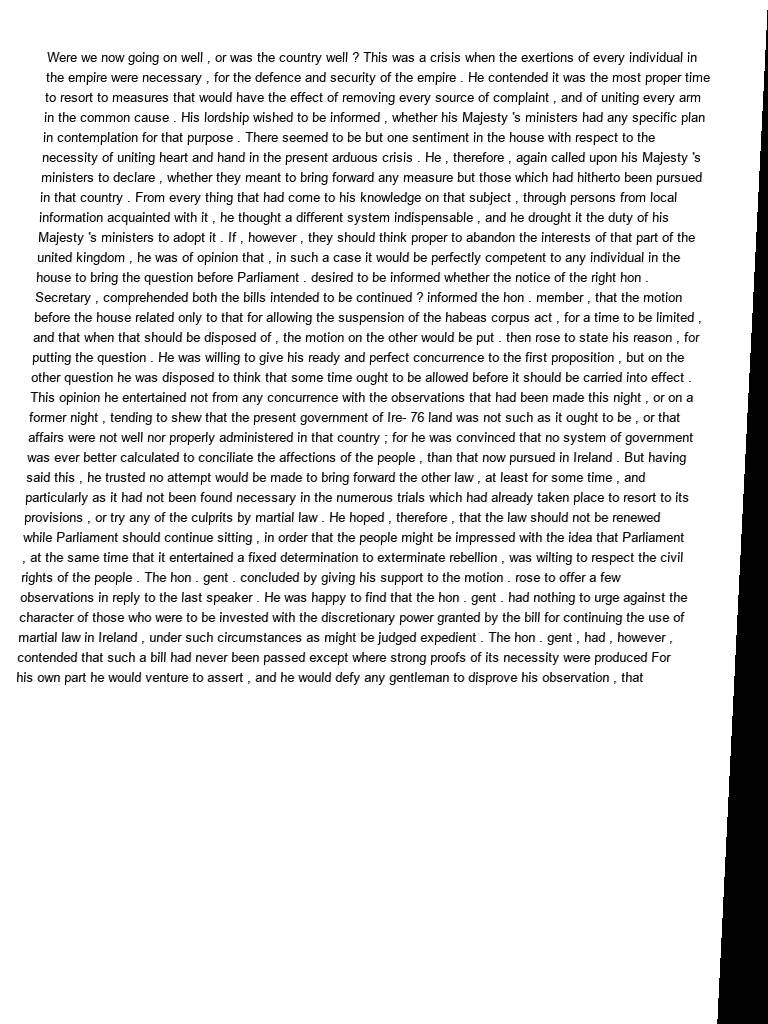 Were we now going on well , or was the country well ? This was a crisis when the exertions of every individual in
the empire were necessary , for the defence and security of the empire . He contended it was the most proper time
to resort to measures that would have the effect of removing every source of complaint , and of uniting every arm
in the common cause . His lordship wished to be informed , whether his Majesty 's ministers had any specific plan
in contemplation for that purpose . There seemed to be but one sentiment in the house with respect to the
necessity of uniting heart and hand in the present arduous crisis . He , therefore , again called upon his Majesty 's
ministers to declare , whether they meant to bring forward any measure but those which had hitherto been pursued
in that country . From every thing that had come to his knowledge on that subject , through persons from local
information acquainted with it , he thought a different system indispensable , and he drought it the duty of his
Majesty 's ministers to adopt it . If , however , they should think proper to abandon the interests of that part of the
united kingdom , he was of opinion that , in such a case it would be perfectly competent to any individual in the
house to bring the question before Parliament . desired to be informed whether the notice of the right hon .
Secretary , comprehended both the bills intended to be continued ? informed the hon . member , that the motion
before the house related only to that for allowing the suspension of the habeas corpus act , for a time to be limited ,
and that when that should be disposed of , the motion on the other would be put . then rose to state his reason , for
putting the question . He was willing to give his ready and perfect concurrence to the first proposition , but on the
other question he was disposed to think that some time ought to be allowed before it should be carried into effect .
This opinion he entertained not from any concurrence with the observations that had been made this night , or on a
former night , tending to shew that the present government of Ire- 76 land was not such as it ought to be , or that
affairs were not well nor properly administered in that country ; for he was convinced that no system of government
was ever better calculated to conciliate the affections of the people , than that now pursued in Ireland . But having
said this , he trusted no attempt would be made to bring forward the other law , at least for some time , and
particularly as it had not been found necessary in the numerous trials which had already taken place to resort to its
provisions , or try any of the culprits by martial law . He hoped , therefore , that the law should not be renewed
while Parliament should continue sitting , in order that the people might be impressed with the idea that Parliament
, at the same time that it entertained a fixed determination to exterminate rebellion , was wilting to respect the civil
rights of the people . The hon . gent . concluded by giving his support to the motion . rose to offer a few
observations in reply to the last speaker . He was happy to find that the hon . gent . had nothing to urge against the
character of those who were to be invested with the discretionary power granted by the bill for continuing the use of
martial law in Ireland , under such circumstances as might be judged expedient . The hon . gent , had , however ,
contended that such a bill had never been passed except where strong proofs of its necessity were produced For
his own part he would venture to assert , and he would defy any gentleman to disprove his observation , that